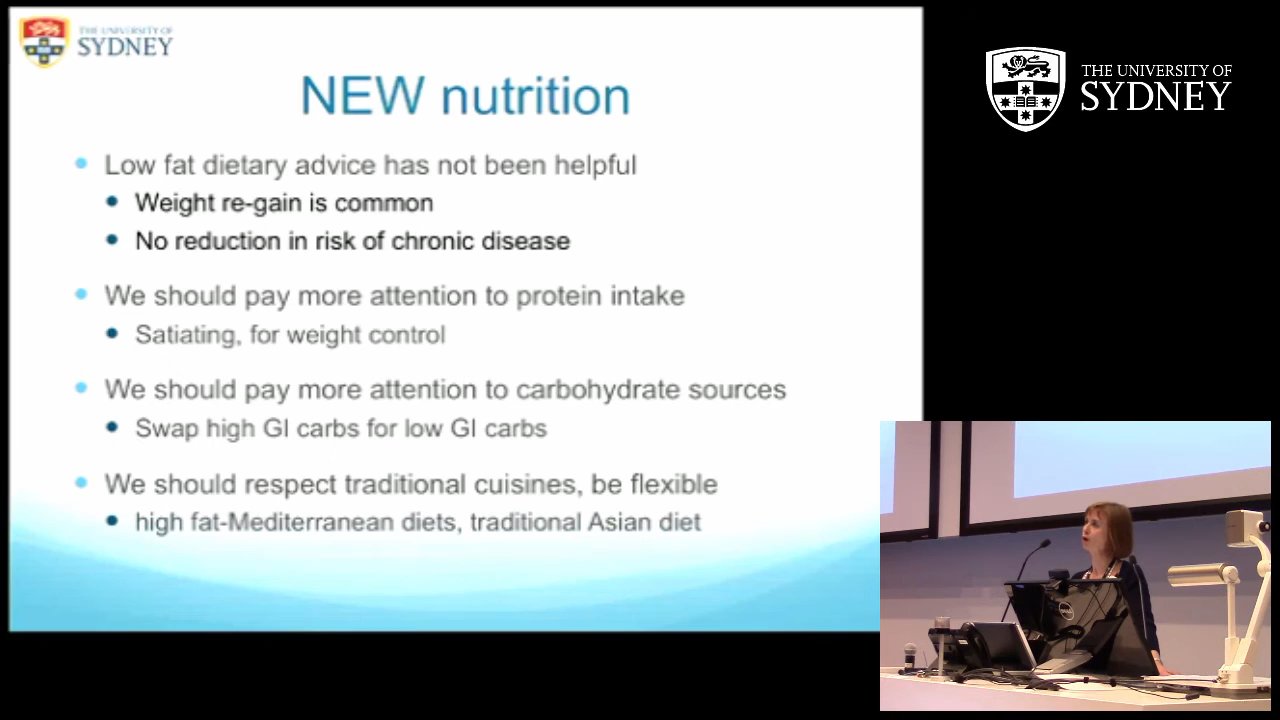 THE UNIVERSITY OF
SYDNEY
NEW nutrition
Low fat dietary advice has not been helpful
Weight re-gain is common
No reduction in risk of chronic disease
We should pay more attention to protein intake
Satiating, for weight control
We should pay more attention to carbohydrate sources
Swap high GI carbs for low GI carbs
We should respect traditional cuisines, be flexible
high fat-Mediterranean diets, traditional Asian diet
THE UNIVERSITY OF
SYDNEY
DELL